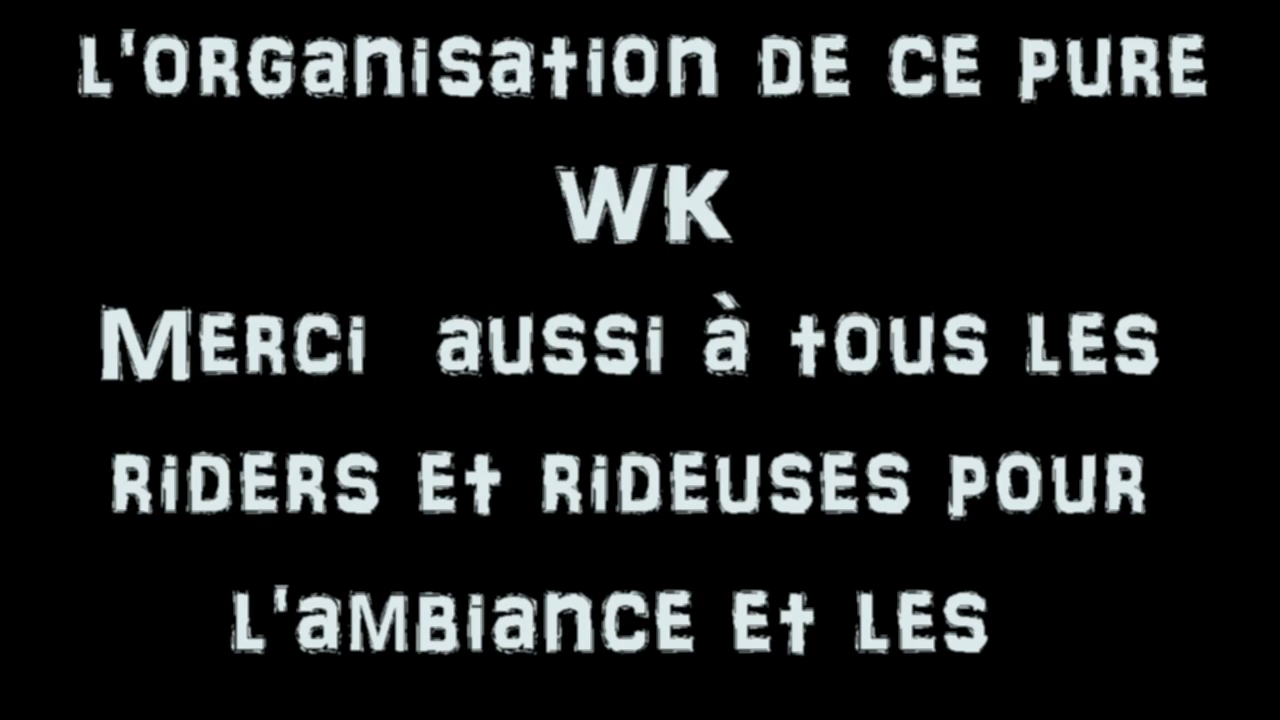 L'ORGANISATION DE CE PURE
WK
MERCI AUSSI À TOUS LES
RIDERS ET RIDEUSES POUR
L'AMBIANCE ET LES